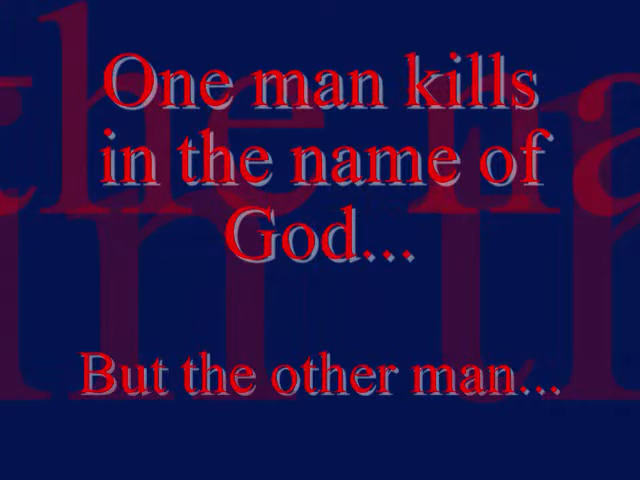 One man kills
in the name of
God...
But the other man...